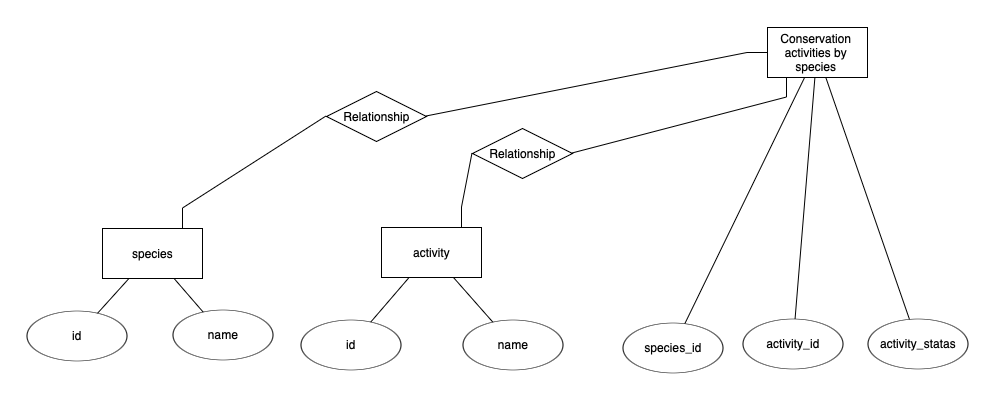 Conservation
activities by
species
Relationship
Relationship
species
activity
id
name
id
name
species_id
activity_id
activity_statas